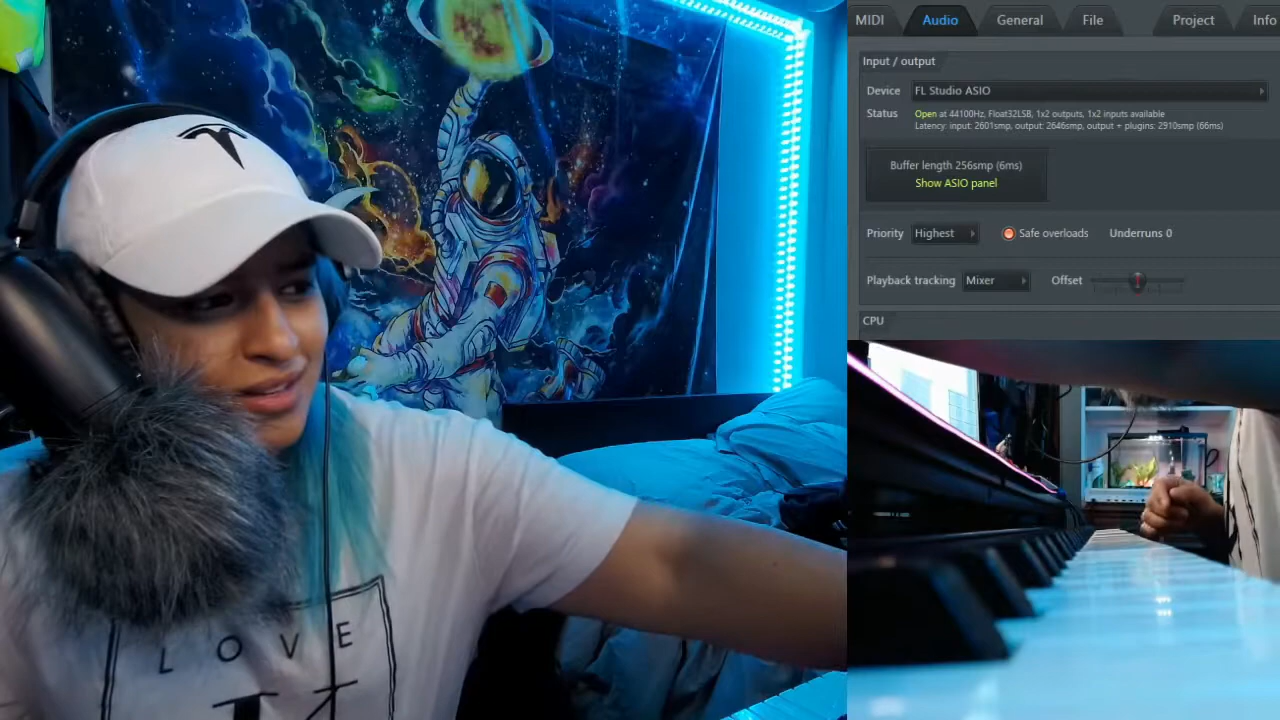 MIDI Audio General File Project Info
Input / output
Device FL Studio ASIO
Status Open at 44100Hz, Float32LSB, 1x2 outputs, 1x2 inputs available
Latency: input: 2601smp, output: 2646smp, output + plugins: 2910smp (66ms)
Buffer length 256smp (6ms)
Show ASIO panel
Priority Highest Safe overloads Underruns 0
Playback tracking Mixer Offset
CPU
LOVE